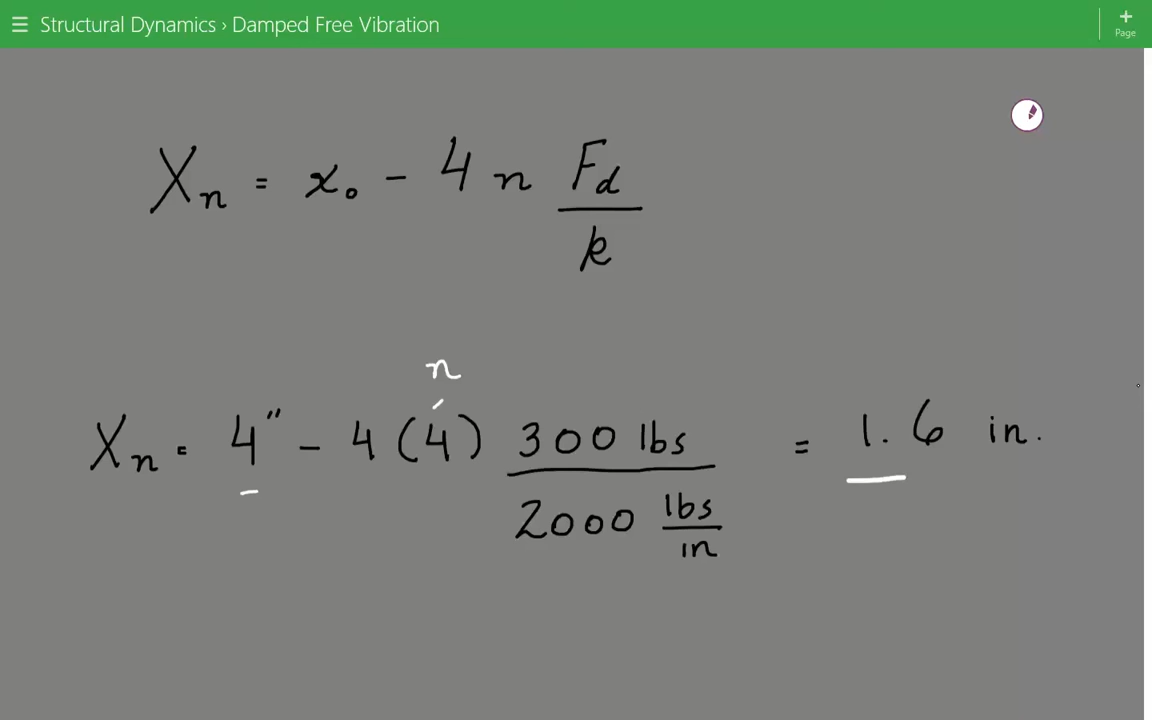 Structural Dynamics › Damped Free Vibration
Page
Xn = x0 - 4 n Fd/k
n
Xn = 4" - 4 (4) 300 lbs / 2000 lbs/in = 1.6 in.